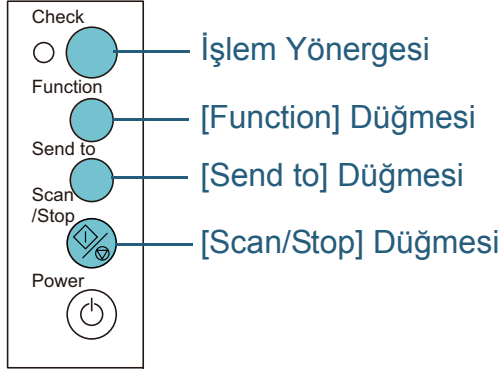 Check
İşlem Yönergesi
Function
[Function] Düğmesi
Send to
[Send to] Düğmesi
Scan
/Stop
[Scan/Stop] Düğmesi
Power